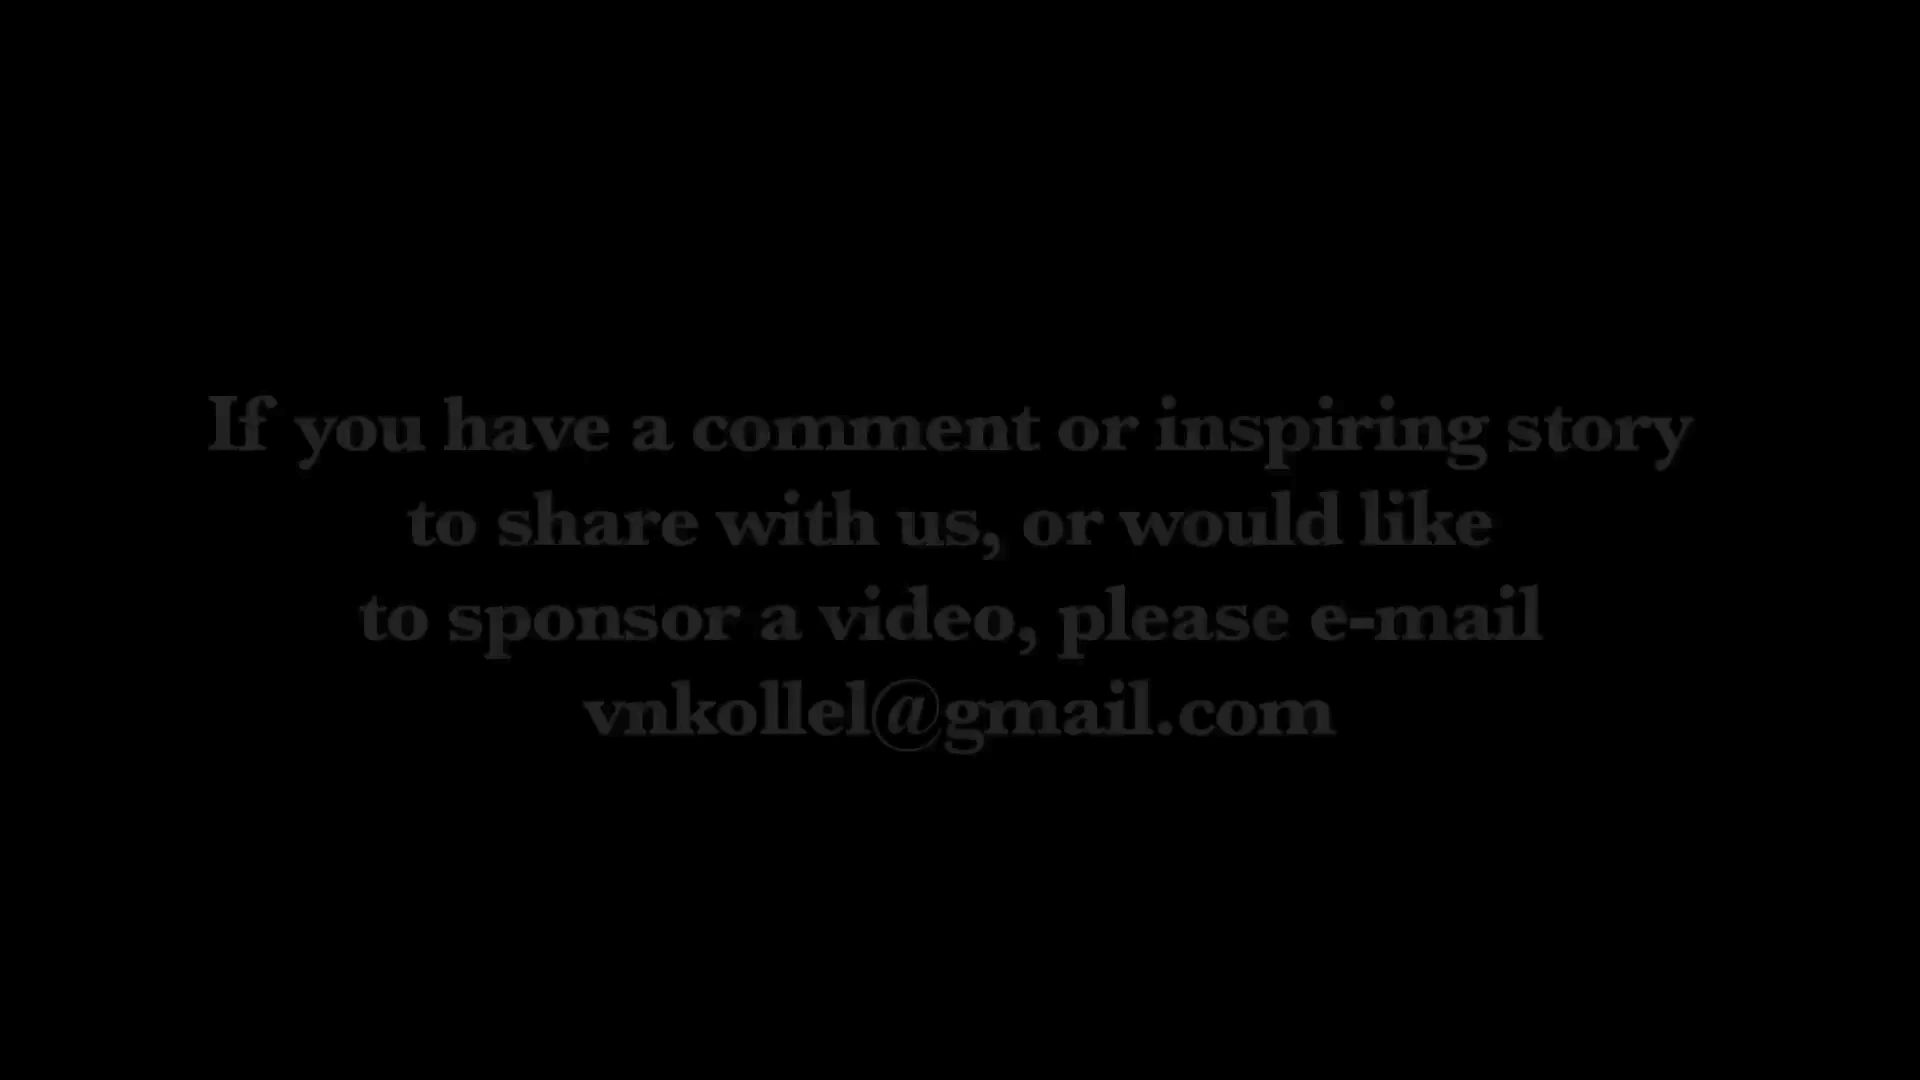 If you have a comment or inspiring story
to share with us, or would like
to sponsor a video, please e-mail
vnkollel@gmail.com